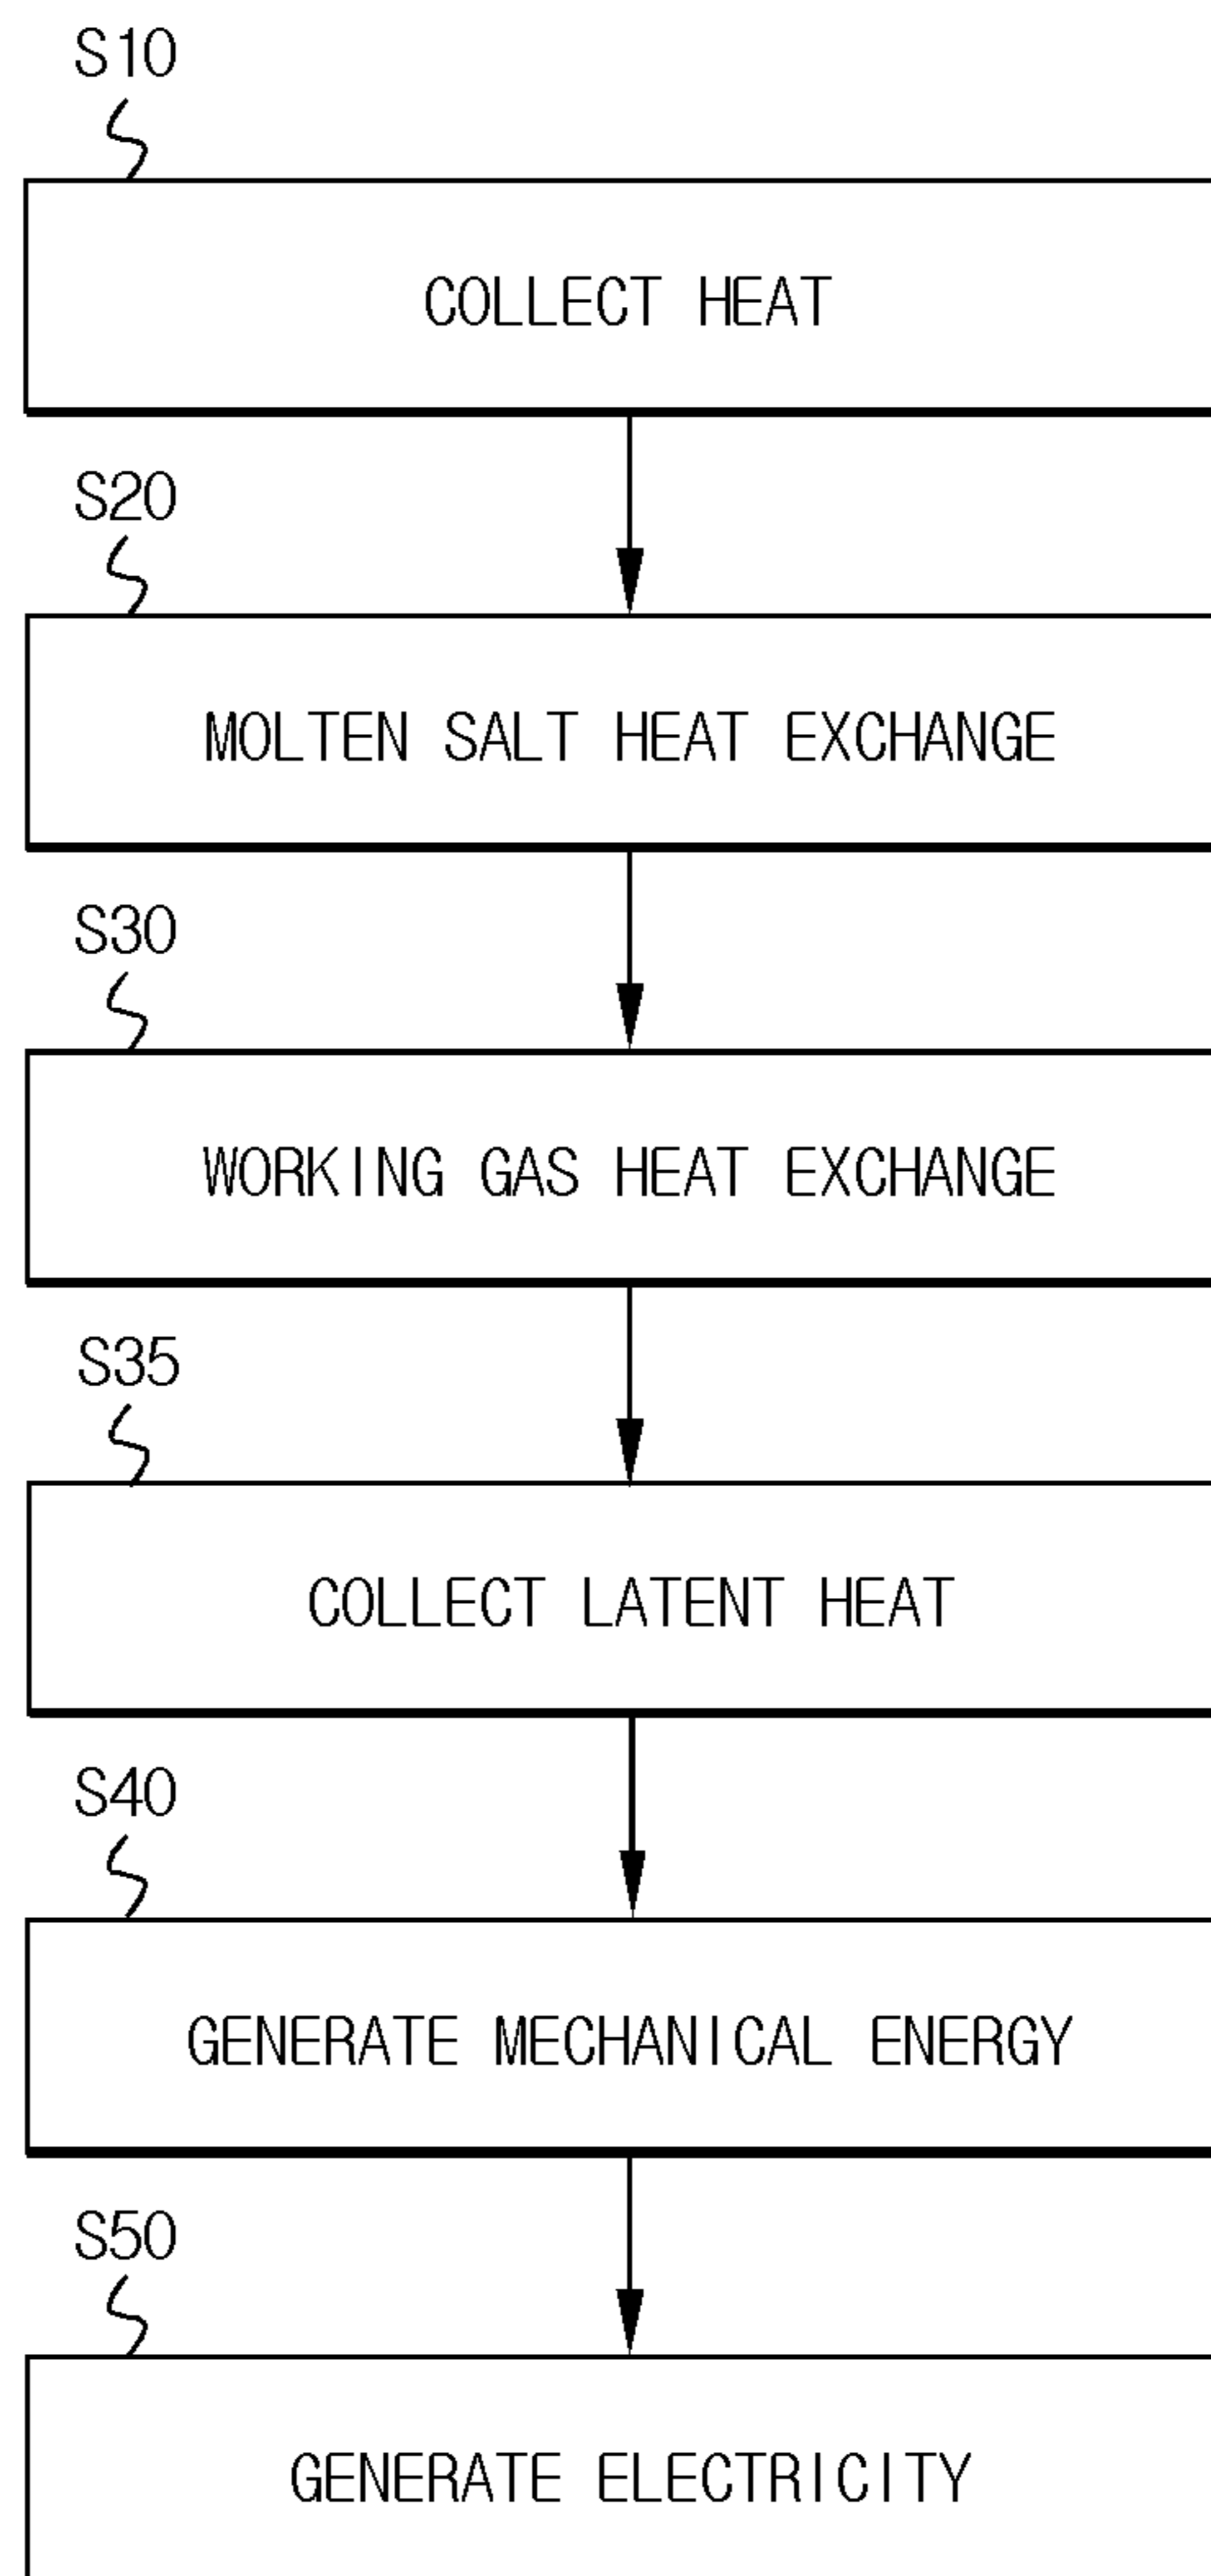 S10
COLLECT HEAT
S20
MOLTEN SALT HEAT EXCHANGE
S30
WORKING GAS HEAT EXCHANGE
S35
COLLECT LATENT HEAT
S40
GENERATE MECHANICAL ENERGY
S50
GENERATE ELECTRICITY